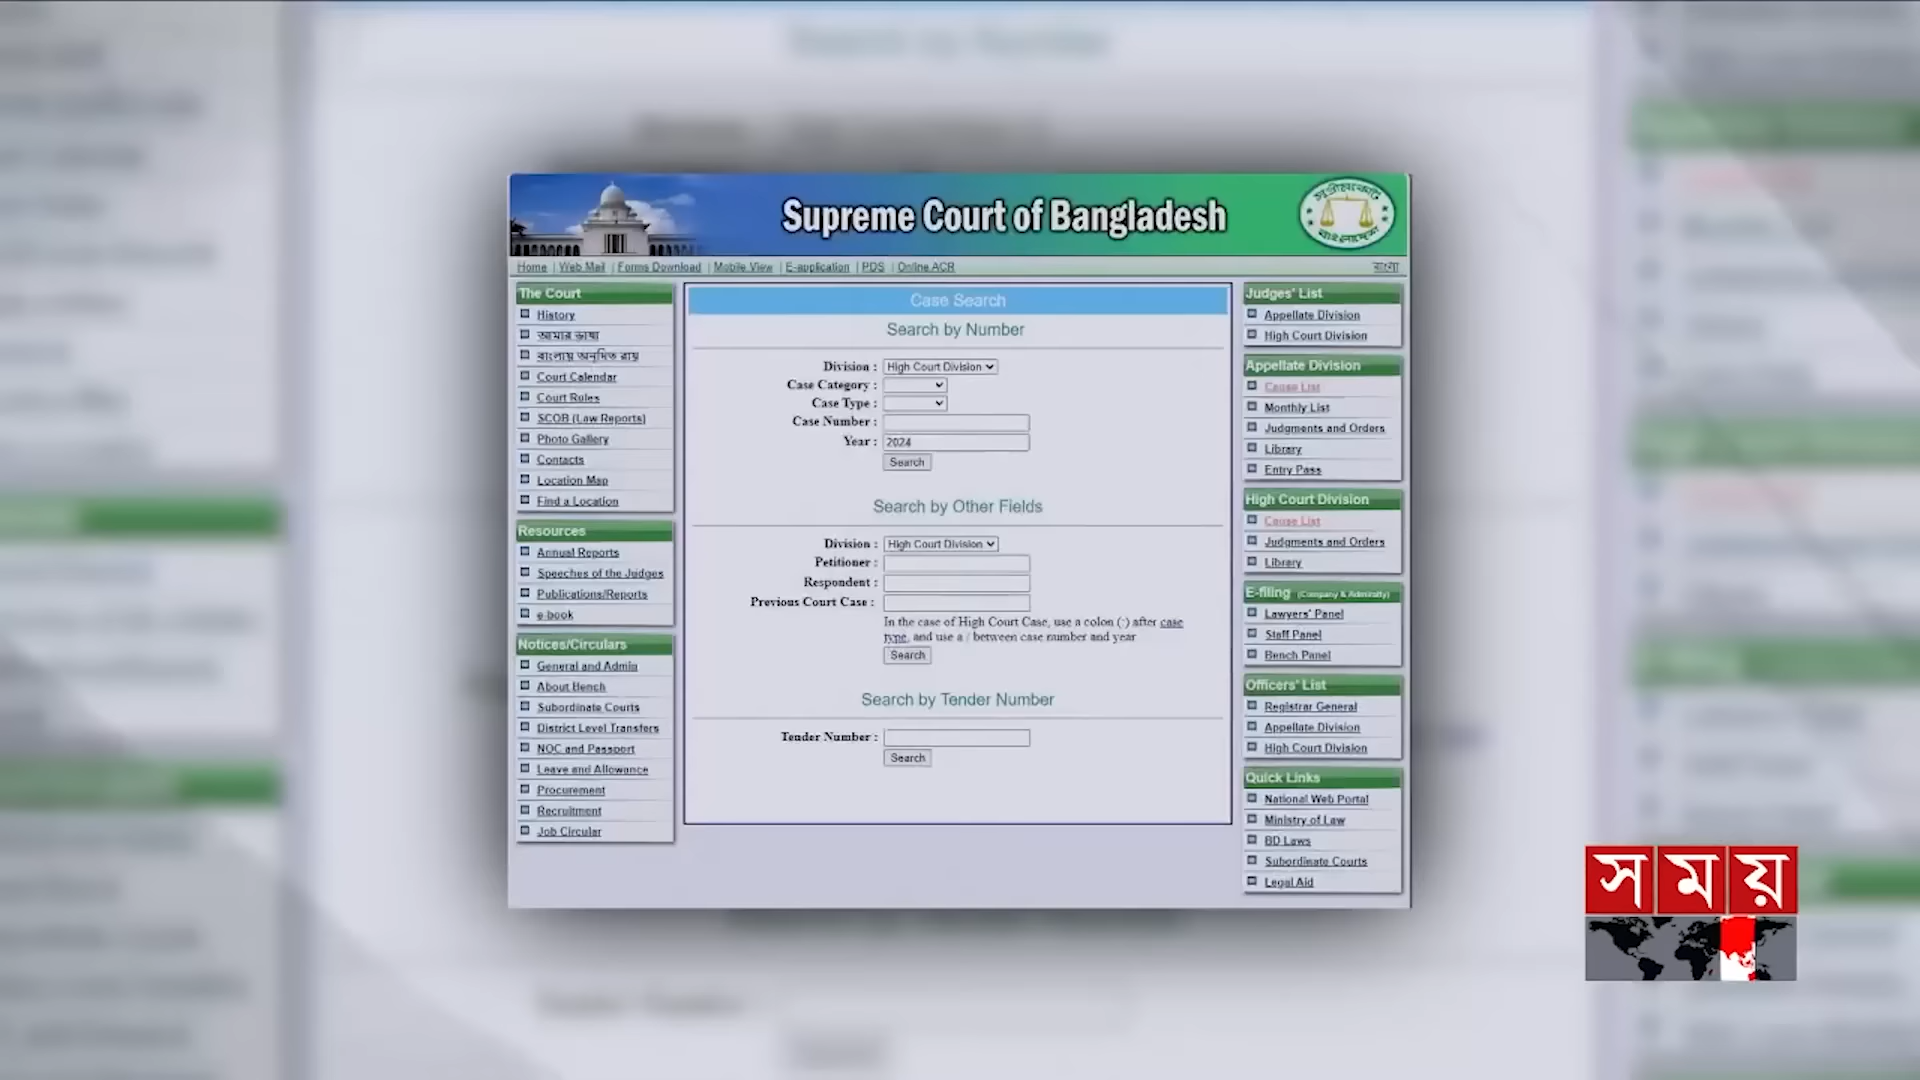 Supreme Court of Bangladesh
Home | Web Mail | Forms Download | Mobile View | E-application | PDS | Online ACR
বাংলা
The Court
History
আমার ভাষা
বাংলায় অনূদিত রায়
Court Calendar
Court Rules
SCOB (Law Reports)
Photo Gallery
Contacts
Location Map
Find a Location
Resources
Annual Reports
Speeches of the Judges
Publications/Reports
e-book
Notices/Circulars
General and Admin
About Bench
Subordinate Courts
District Level Transfers
NOC and Passport
Leave and Allowance
Procurement
Recruitment
Job Circular
Case Search
Search by Number
Division : High Court Division
Case Category :
Case Type :
Case Number :
Year : 2024
Search
Search by Other Fields
Division : High Court Division
Petitioner :
Respondent :
Previous Court Case :
In the case of High Court Case, use a colon (:) after case
type, and use a / between case number and year
Search
Search by Tender Number
Tender Number :
Search
Judges' List
Appellate Division
High Court Division
Appellate Division
Cause List
Monthly List
Judgments and Orders
Library
Entry Pass
High Court Division
Cause List
Judgments and Orders
Library
E-filing (Company & Admiralty)
Lawyers' Panel
Staff Panel
Bench Panel
Officers' List
Registrar General
Appellate Division
High Court Division
Quick Links
National Web Portal
Ministry of Law
BD Laws
Subordinate Courts
Legal Aid
সময়